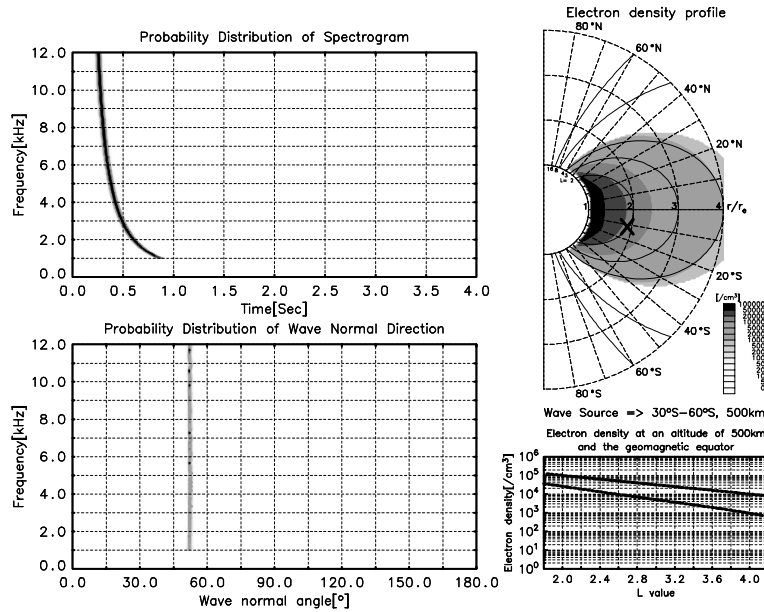 Probability Distribution of Spectrogram
12.0
10.0
8.0
6.0
4.0
2.0
0.0
Frequency[kHz]
0.0 0.5 1.0 1.5 2.0 2.5 3.0 3.5 4.0
Time[Sec]
Probability Distribution of Wave Normal Direction
12.0
10.0
8.0
6.0
4.0
2.0
0.0
Frequency[kHz]
0.0 30.0 60.0 90.0 120.0 150.0 180.0
Wave normal angle[°]
Electron density profile
80°N
60°N
40°N
20°N
L= 2
1 2 3 4 r/re
20°S
40°S
60°S
80°S
[/cm³]
Wave Source => 30°S-60°S, 500km
Electron density at an altitude of 500km
and the geomagnetic equator
10⁶
10⁵
10⁴
10³
10²
10¹
10⁰
Electron density[/cm³]
2.0 2.4 2.8 3.2 3.6 4.0
L value